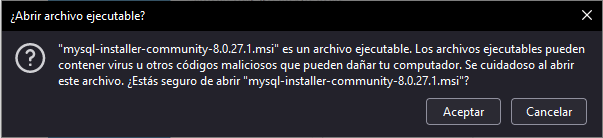 ¿Abrir archivo ejecutable?
"mysql-installer-community-8.0.27.1.msi" es un archivo ejecutable. Los archivos ejecutables pueden
contener virus u otros códigos maliciosos que pueden dañar tu computador. Se cuidadoso al abrir
este archivo. ¿Estás seguro de abrir "mysql-installer-community-8.0.27.1.msi"?
Aceptar
Cancelar